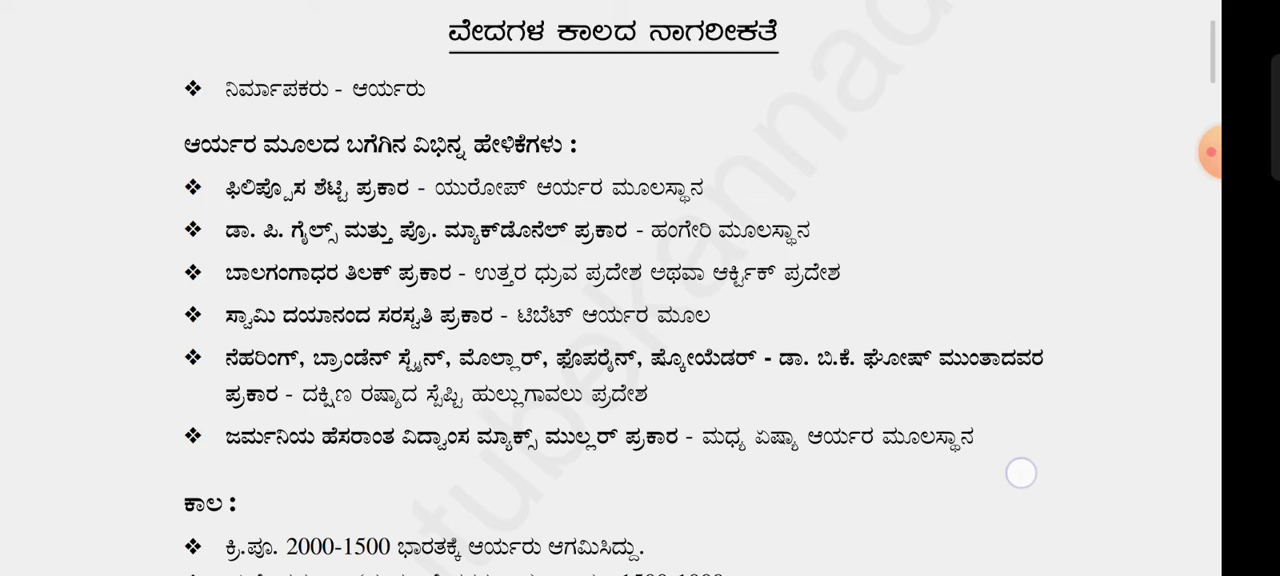 ವೇದಗಳ ಕಾಲದ ನಾಗರೀಕತೆ
❖ ನಿರ್ಮಾಪಕರು - ಆರ್ಯರು
ಆರ್ಯರ ಮೂಲದ ಬಗೆಗಿನ ವಿಭಿನ್ನ ಹೇಳಿಕೆಗಳು :
❖ ಫಿಲಿಪ್ಪೊಸ ಶೆಟ್ಟಿ ಪ್ರಕಾರ - ಯುರೋಪ್ ಆರ್ಯರ ಮೂಲಸ್ಥಾನ
❖ ಡಾ. ಪಿ. ಗೈಲ್ಸ್ ಮತ್ತು ಪ್ರೊ. ಮ್ಯಾಕ್‌ಡೊನೆಲ್ ಪ್ರಕಾರ - ಹಂಗೇರಿ ಮೂಲಸ್ಥಾನ
❖ ಬಾಲಗಂಗಾಧರ ತಿಲಕ್ ಪ್ರಕಾರ - ಉತ್ತರ ಧ್ರುವ ಪ್ರದೇಶ ಅಥವಾ ಆರ್ಕ್ಟಿಕ್ ಪ್ರದೇಶ
❖ ಸ್ವಾಮಿ ದಯಾನಂದ ಸರಸ್ವತಿ ಪ್ರಕಾರ - ಟಿಬೆಟ್ ಆರ್ಯರ ಮೂಲ
❖ ನೆಹರಿಂಗ್, ಬ್ರಾಂಡೆನ್ ಸ್ಟೈನ್, ಮೊಲ್ಲಾರ್, ಫೊಪರೈನ್, ಷ್ಕೋಯೆಡರ್ - ಡಾ. ಬಿ.ಕೆ. ಘೋಷ್ ಮುಂತಾದವರ
ಪ್ರಕಾರ - ದಕ್ಷಿಣ ರಷ್ಯಾದ ಸ್ಪೆಪ್ಟಿ ಹುಲ್ಲುಗಾವಲು ಪ್ರದೇಶ
❖ ಜರ್ಮನಿಯ ಹೆಸರಾಂತ ವಿದ್ವಾಂಸ ಮ್ಯಾಕ್ಸ್ ಮುಲ್ಲರ್ ಪ್ರಕಾರ - ಮಧ್ಯ ಏಷ್ಯಾ ಆರ್ಯರ ಮೂಲಸ್ಥಾನ
ಕಾಲ :
❖ ಕ್ರಿ.ಪೂ. 2000-1500 ಭಾರತಕ್ಕೆ ಆರ್ಯರು ಆಗಮಿಸಿದ್ದು.